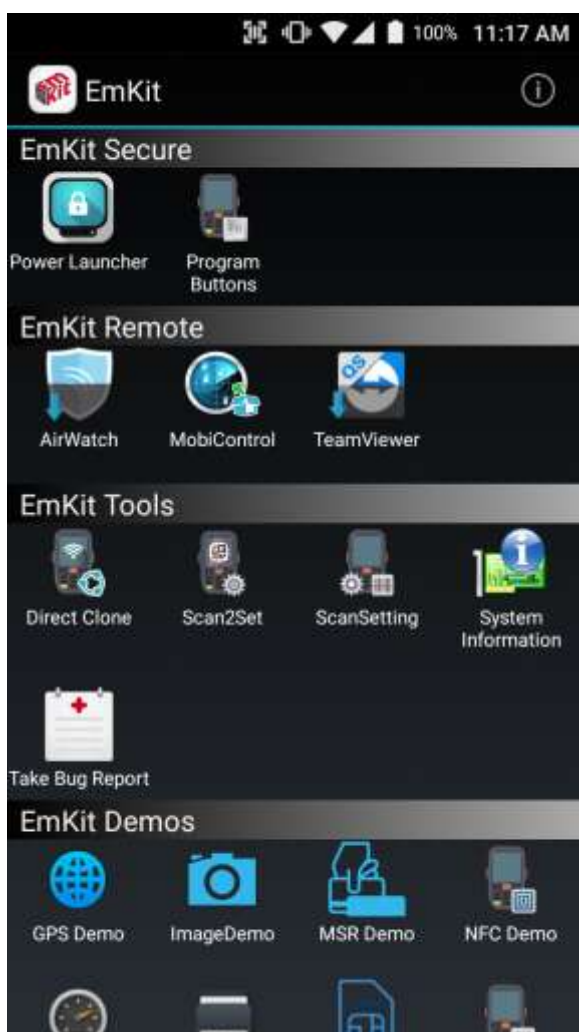 100% 11:17 AM
EmKit
EmKit Secure
Power Launcher
Program
Buttons
EmKit Remote
QS
AirWatch
MobiControl
TeamViewer
EmKit Tools
Direct Clone
Scan2Set
ScanSetting
System
Information
Take Bug Report
EmKit Demos
GPS Demo
ImageDemo
MSR Demo
NFC Demo